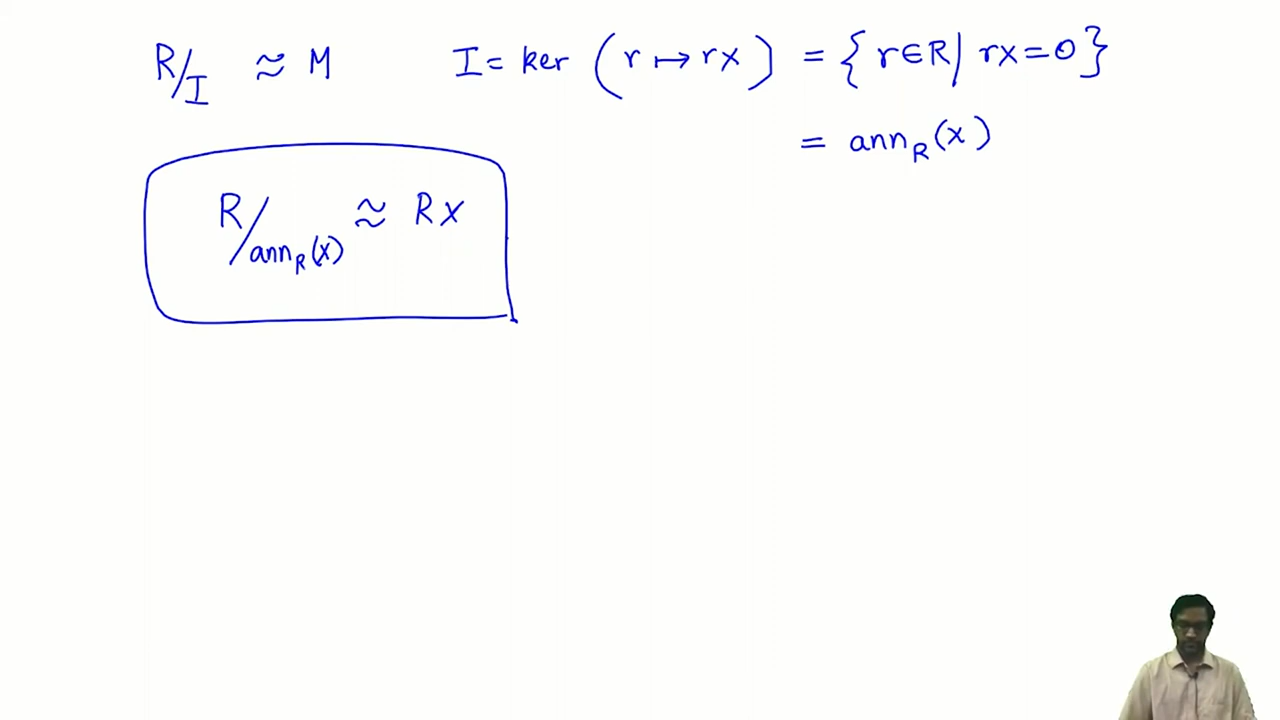 R/I ≈ M I = ker (r ↦ rx) = {r∈R | rx=0}
= ann_R(x)
R/ann_R(x) ≈ Rx